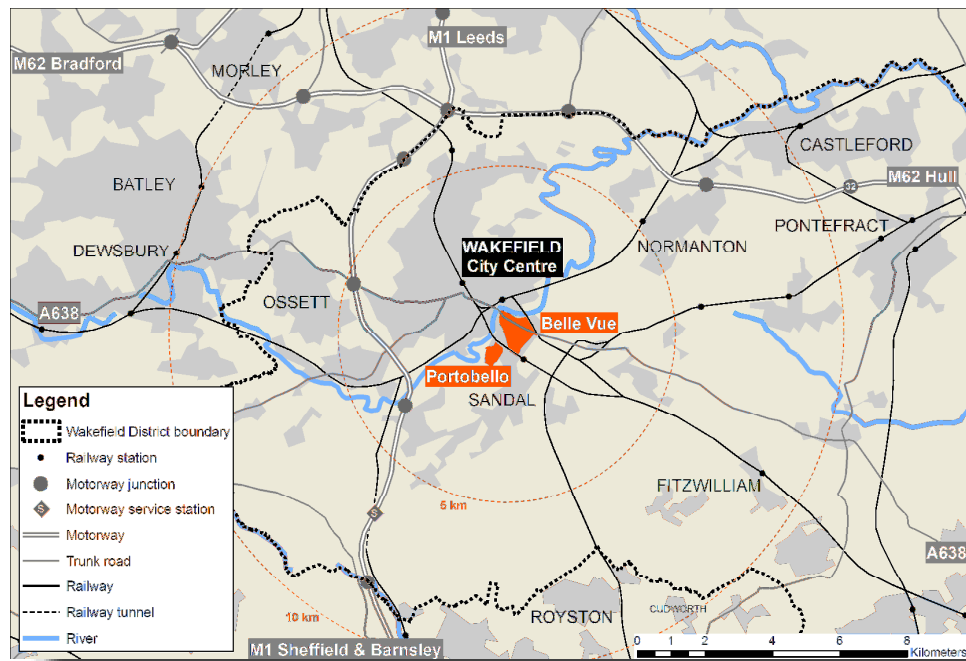 M1 Leeds
M62 Bradford
MORLEY
CASTLEFORD
BATLEY
M62 Hull
32
PONTEFRACT
DEWSBURY
WAKEFIELD
City Centre
NORMANTON
OSSETT
A638
Belle Vue
Portobello
SANDAL
Legend
Wakefield District boundary
Railway station
Motorway junction
S
Motorway service station
Motorway
Trunk road
Railway
Railway tunnel
River
FITZWILLIAM
5 km
S
A638
10 km
ROYSTON
CUDWORTH
M1 Sheffield & Barnsley
0 1 2 4 6 8
Kilometers